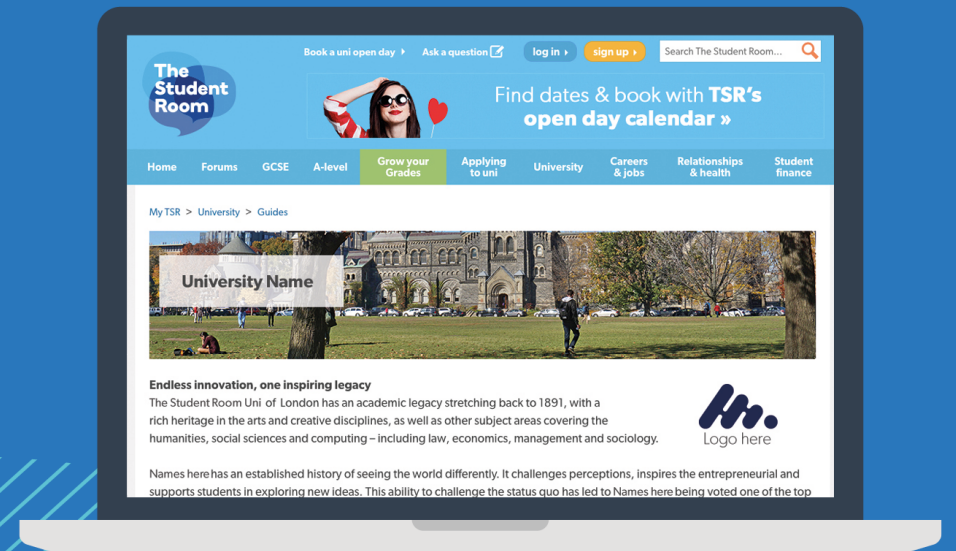 Book a uni open day
Ask a question
log in
sign up
Search The Student Room...
The
Student
Room
Find dates & book with TSR's
open day calendar »
Home
Forums
GCSE
A-level
Grow your
Grades
Applying
to uni
University
Careers
& jobs
Relationships
& health
Student
finance
My TSR > University > Guides
University Name
Endless innovation, one inspiring legacy
The Student Room Uni of London has an academic legacy stretching back to 1891, with a
rich heritage in the arts and creative disciplines, as well as other subject areas covering the
humanities, social sciences and computing – including law, economics, management and sociology.
Logo here
Names here has an established history of seeing the world differently. It challenges perceptions, inspires the entrepreneurial and
supports students in exploring new ideas. This ability to challenge the status quo has led to Names here being voted one of the top